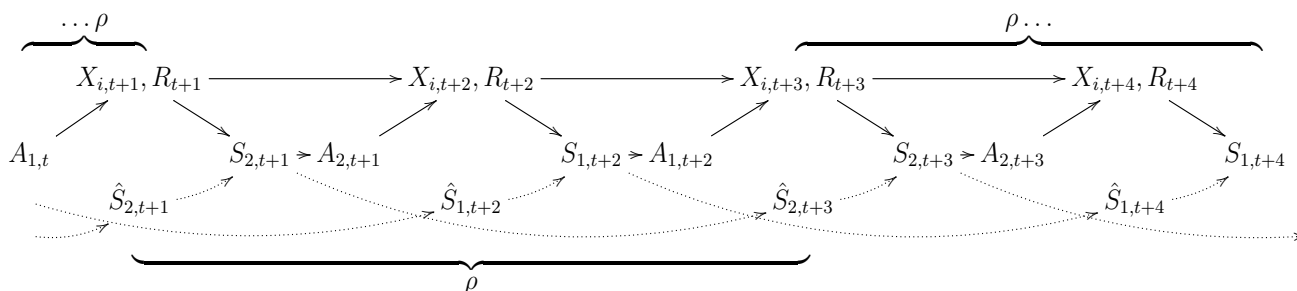 … ρ ρ …
X_{i,t+1}, R_{t+1} X_{i,t+2}, R_{t+2} X_{i,t+3}, R_{t+3} X_{i,t+4}, R_{t+4}
A_{1,t} S_{2,t+1} A_{2,t+1} S_{1,t+2} A_{1,t+2} S_{2,t+3} A_{2,t+3} S_{1,t+4}
Ŝ_{2,t+1} Ŝ_{1,t+2} Ŝ_{2,t+3} Ŝ_{1,t+4}
ρ